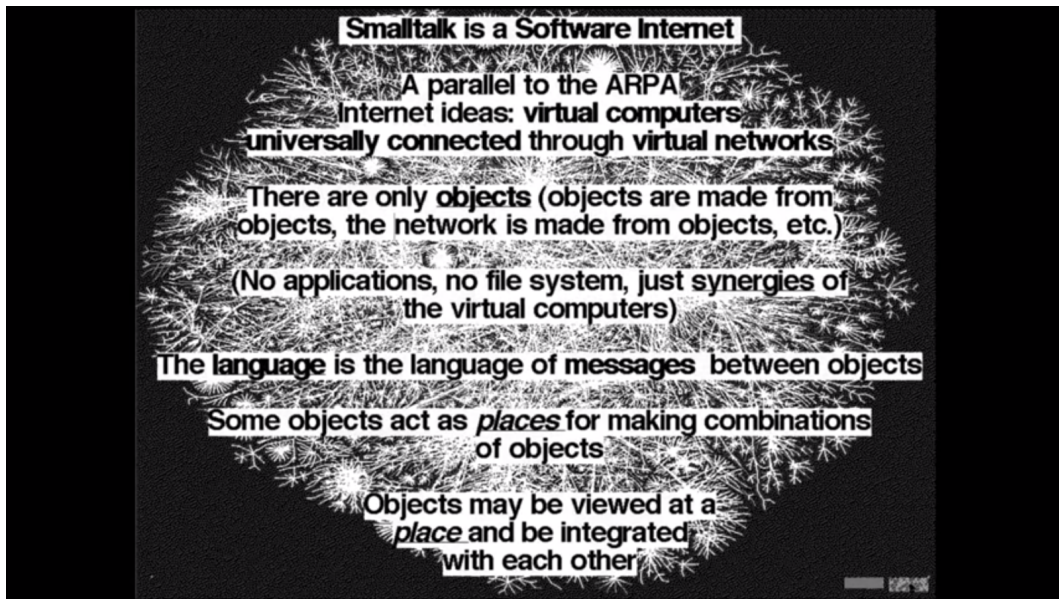 Smalltalk is a Software Internet
A parallel to the ARPA
Internet ideas: virtual computers
universally connected through virtual networks
There are only objects (objects are made from
objects, the network is made from objects, etc.)
(No applications, no file system, just synergies of
the virtual computers)
The language is the language of messages between objects
Some objects act as places for making combinations
of objects
Objects may be viewed at a
place and be integrated
with each other